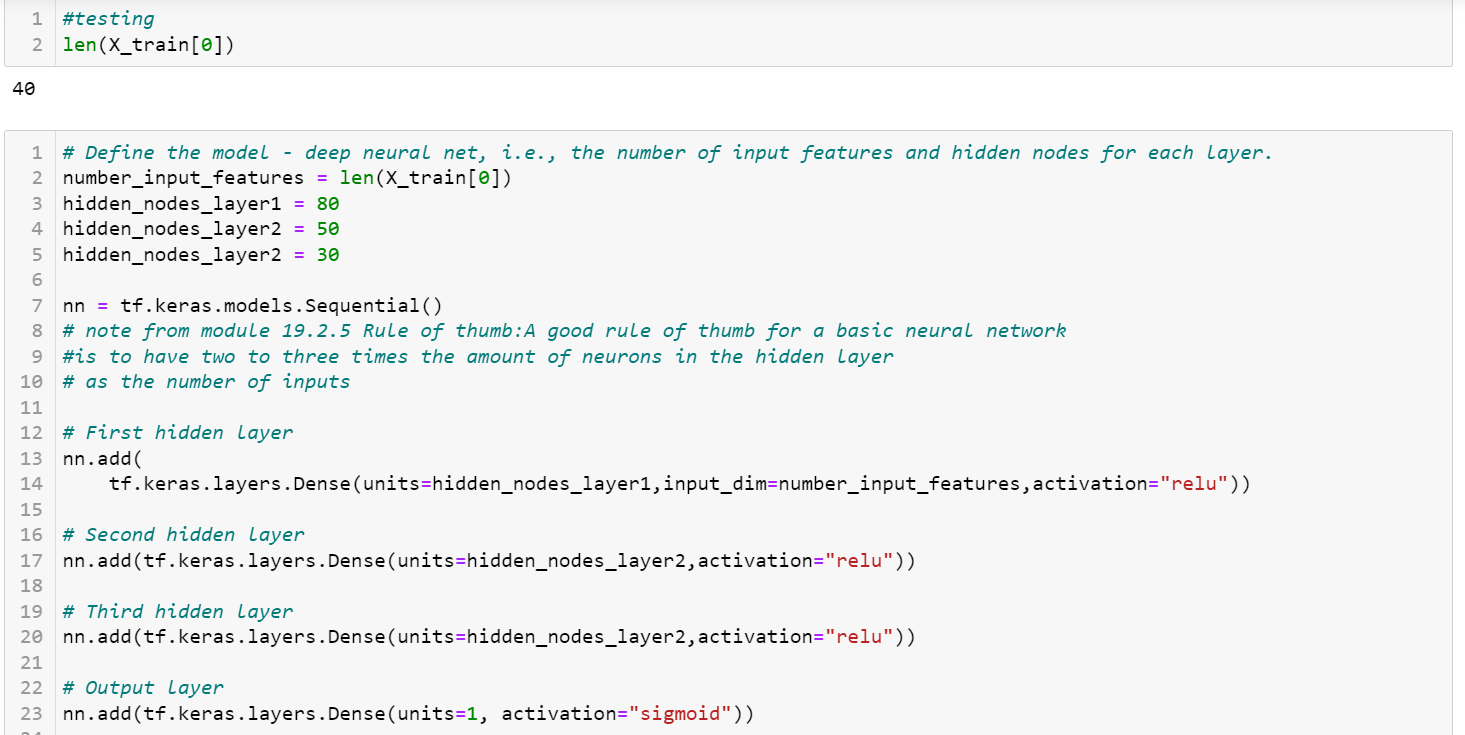 1 #testing
2 len(X_train[0])
40
1 # Define the model - deep neural net, i.e., the number of input features and hidden nodes for each layer.
2 number_input_features = len(X_train[0])
3 hidden_nodes_layer1 = 80
4 hidden_nodes_layer2 = 50
5 hidden_nodes_layer2 = 30
6
7 nn = tf.keras.models.Sequential()
8 # note from module 19.2.5 Rule of thumb:A good rule of thumb for a basic neural network
9 #is to have two to three times the amount of neurons in the hidden layer
10 # as the number of inputs
11
12 # First hidden layer
13 nn.add(
14     tf.keras.layers.Dense(units=hidden_nodes_layer1,input_dim=number_input_features,activation="relu"))
15
16 # Second hidden layer
17 nn.add(tf.keras.layers.Dense(units=hidden_nodes_layer2,activation="relu"))
18
19 # Third hidden layer
20 nn.add(tf.keras.layers.Dense(units=hidden_nodes_layer2,activation="relu"))
21
22 # Output layer
23 nn.add(tf.keras.layers.Dense(units=1, activation="sigmoid"))